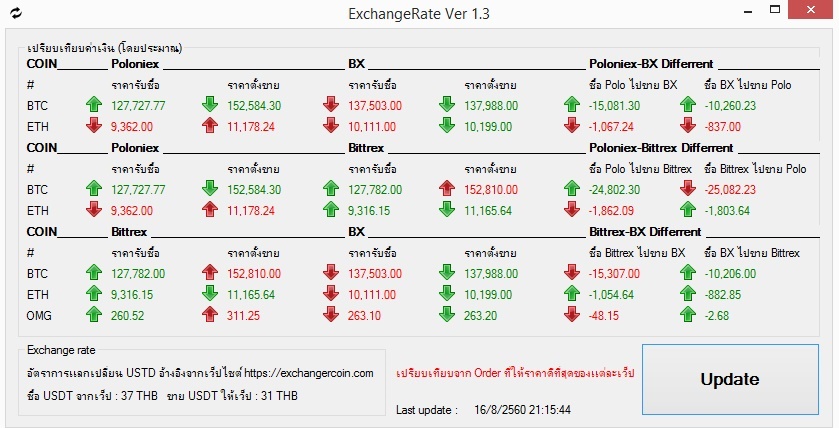 ExchangeRate Ver 1.3
เปรียบเทียบค่าเงิน (โดยประมาณ)
COIN Poloniex BX Poloniex-BX Differrent
# ราคารับซื้อ ราคาตั้งขาย ราคารับซื้อ ราคาตั้งขาย ซื้อ Polo ไปขาย BX ซื้อ BX ไปขาย Polo
BTC 127,727.77 152,584.30 137,503.00 137,988.00 -15,081.30 -10,260.23
ETH 9,362.00 11,178.24 10,111.00 10,199.00 -1,067.24 -837.00
COIN Poloniex Bittrex Poloniex-Bittrex Differrent
# ราคารับซื้อ ราคาตั้งขาย ราคารับซื้อ ราคาตั้งขาย ซื้อ Polo ไปขาย Bittrex ซื้อ Bittrex ไปขาย Polo
BTC 127,727.77 152,584.30 127,782.00 152,810.00 -24,802.30 -25,082.23
ETH 9,362.00 11,178.24 9,316.15 11,165.64 -1,862.09 -1,803.64
COIN Bittrex BX Bittrex-BX Differrent
# ราคารับซื้อ ราคาตั้งขาย ราคารับซื้อ ราคาตั้งขาย ซื้อ Bittrex ไปขาย BX ซื้อ BX ไปขาย Bittrex
BTC 127,782.00 152,810.00 137,503.00 137,988.00 -15,307.00 -10,206.00
ETH 9,316.15 11,165.64 10,111.00 10,199.00 -1,054.64 -882.85
OMG 260.52 311.25 263.10 263.20 -48.15 -2.68
Exchange rate
อัตราการแลกเปลี่ยน USTD อ้างอิงจากเว็ปไซต์ https://exchangercoin.com
ซื้อ USDT จากเว็ป : 37 THB ขาย USDT ให้เว็ป : 31 THB
เปรียบเทียบจาก Order ที่ให้ราคาดีที่สุดของแต่ละเว็ป
Last update : 16/8/2560 21:15:44
Update